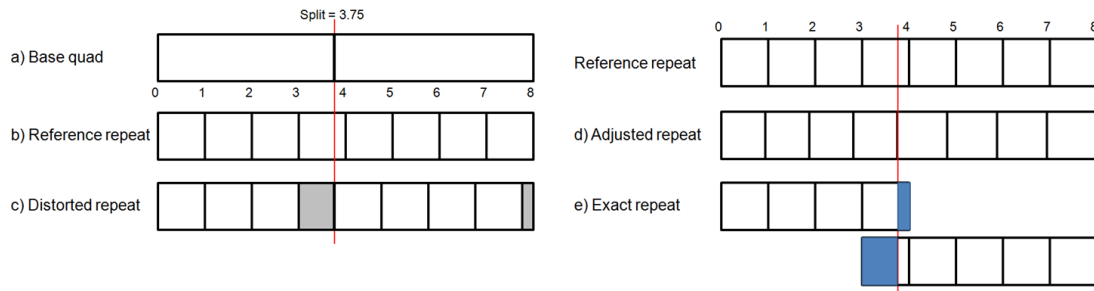 Split = 3.75
a) Base quad
0 1 2 3 4 5 6 7 8
b) Reference repeat
c) Distorted repeat
0 1 2 3 4 5 6 7 8
Reference repeat
d) Adjusted repeat
e) Exact repeat